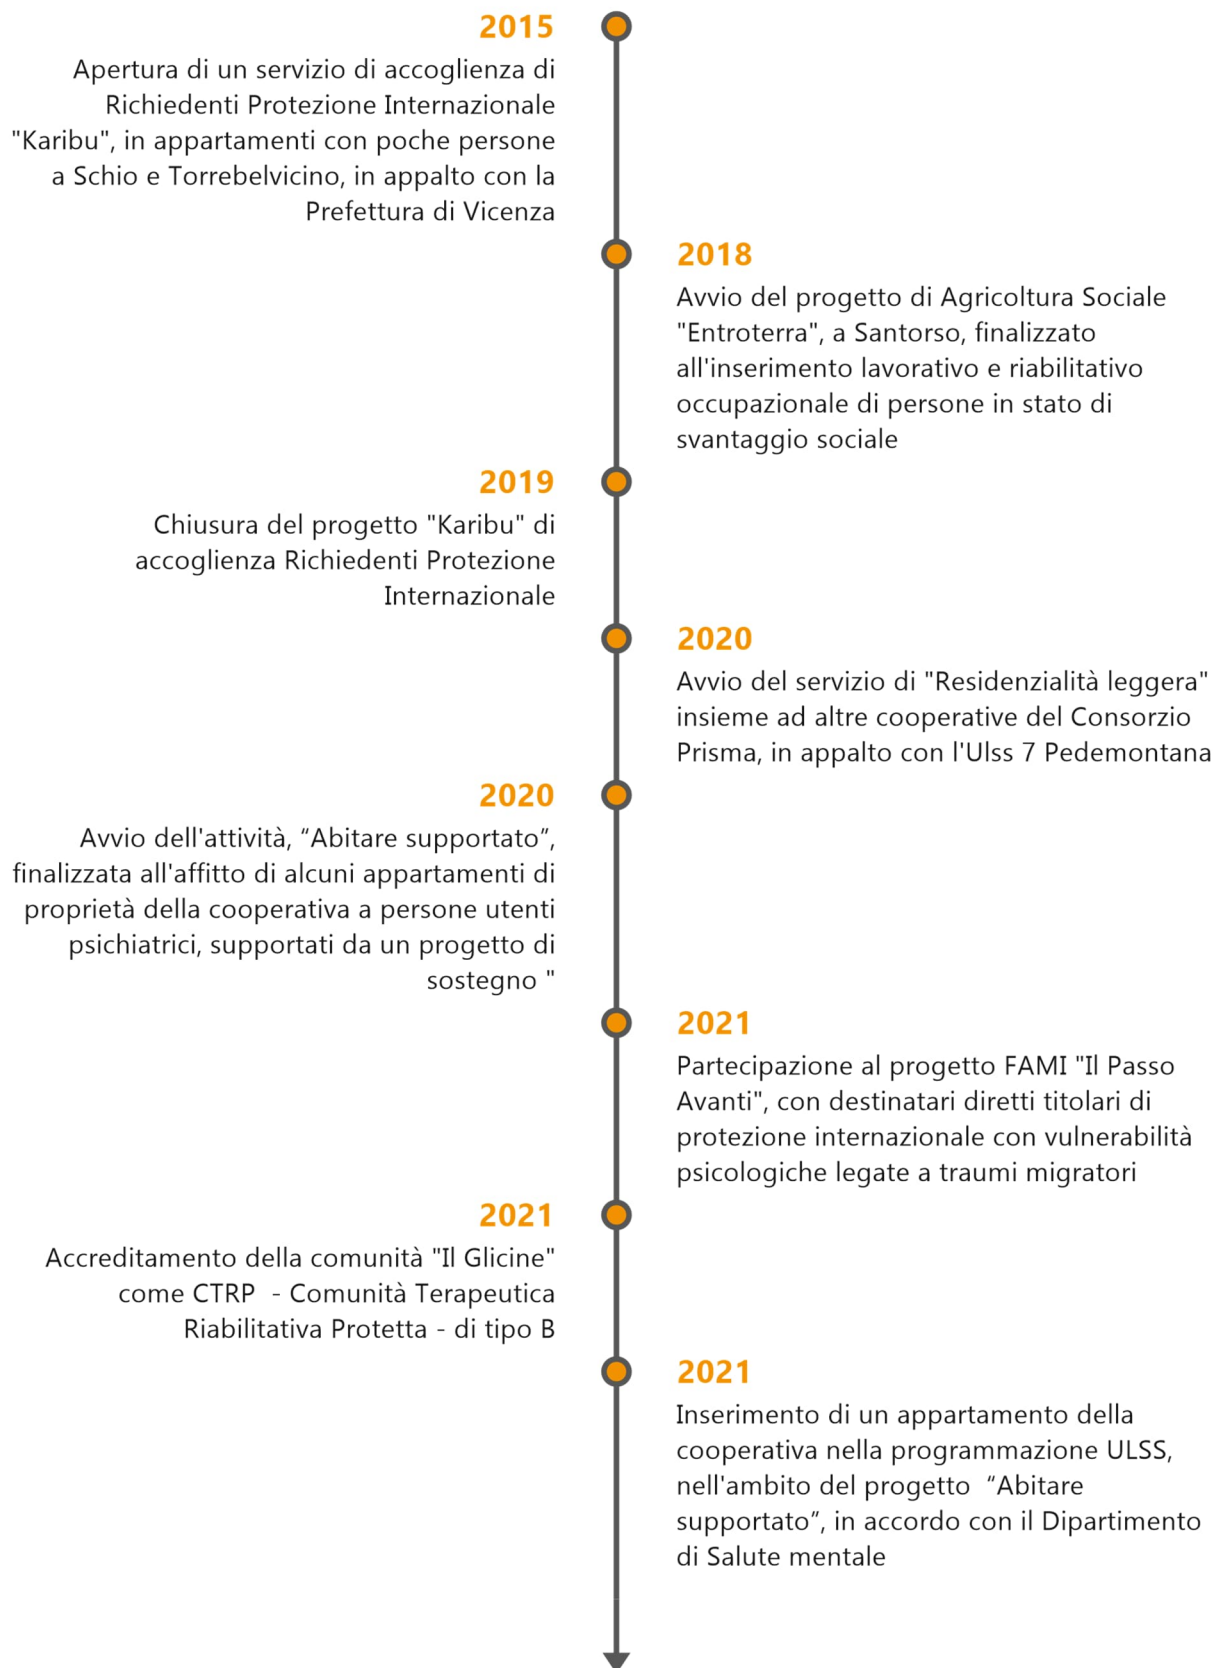 2015
Apertura di un servizio di accoglienza di
Richiedenti Protezione Internazionale
"Karibu", in appartamenti con poche persone
a Schio e Torrebelvicino, in appalto con la
Prefettura di Vicenza
2018
Avvio del progetto di Agricoltura Sociale
"Entroterra", a Santorso, finalizzato
all'inserimento lavorativo e riabilitativo
occupazionale di persone in stato di
svantaggio sociale
2019
Chiusura del progetto "Karibu" di
accoglienza Richiedenti Protezione
Internazionale
2020
Avvio del servizio di "Residenzialità leggera"
insieme ad altre cooperative del Consorzio
Prisma, in appalto con l'Ulss 7 Pedemontana
2020
Avvio dell'attività, “Abitare supportato”,
finalizzata all'affitto di alcuni appartamenti di
proprietà della cooperativa a persone utenti
psichiatrici, supportati da un progetto di
sostegno "
2021
Partecipazione al progetto FAMI "Il Passo
Avanti", con destinatari diretti titolari di
protezione internazionale con vulnerabilità
psicologiche legate a traumi migratori
2021
Accreditamento della comunità "Il Glicine"
come CTRP  - Comunità Terapeutica
Riabilitativa Protetta - di tipo B
2021
Inserimento di un appartamento della
cooperativa nella programmazione ULSS,
nell'ambito del progetto  “Abitare
supportato”, in accordo con il Dipartimento
di Salute mentale